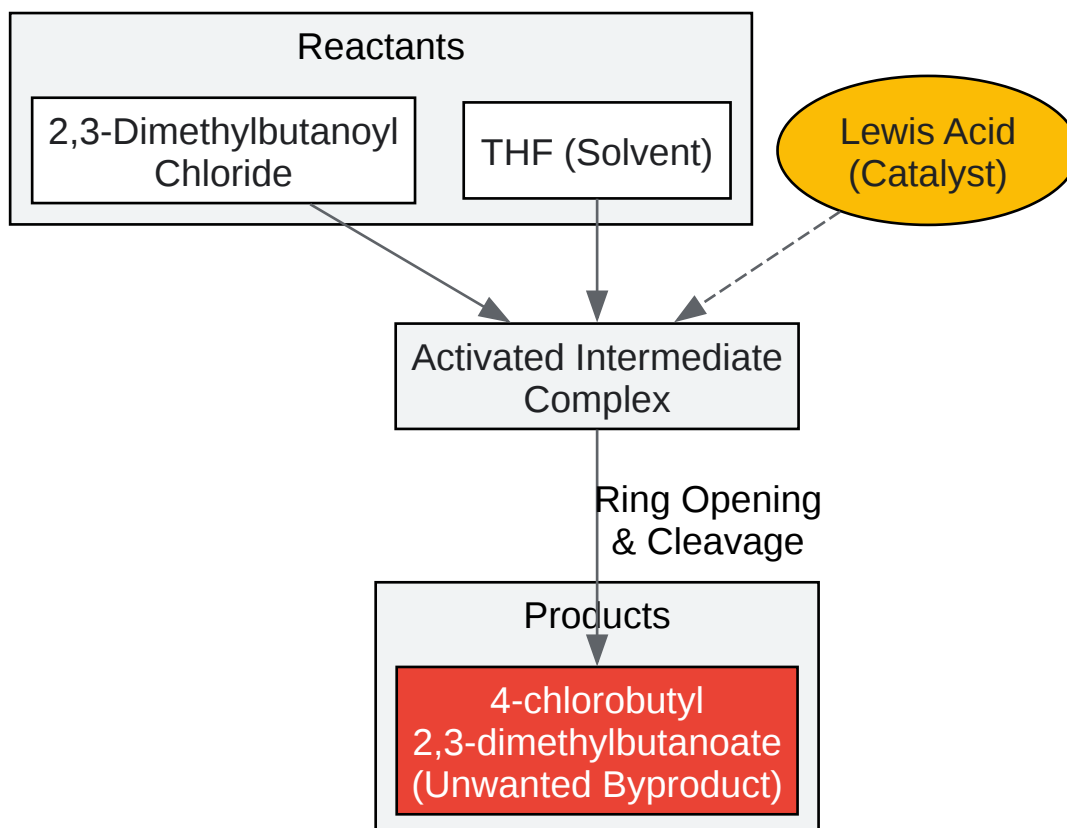 Reactants
2,3-Dimethylbutanoyl
Chloride
THF (Solvent)
Lewis Acid
(Catalyst)
Activated Intermediate
Complex
Ring Opening
& Cleavage
Products
4-chlorobutyl
2,3-dimethylbutanoate
(Unwanted Byproduct)